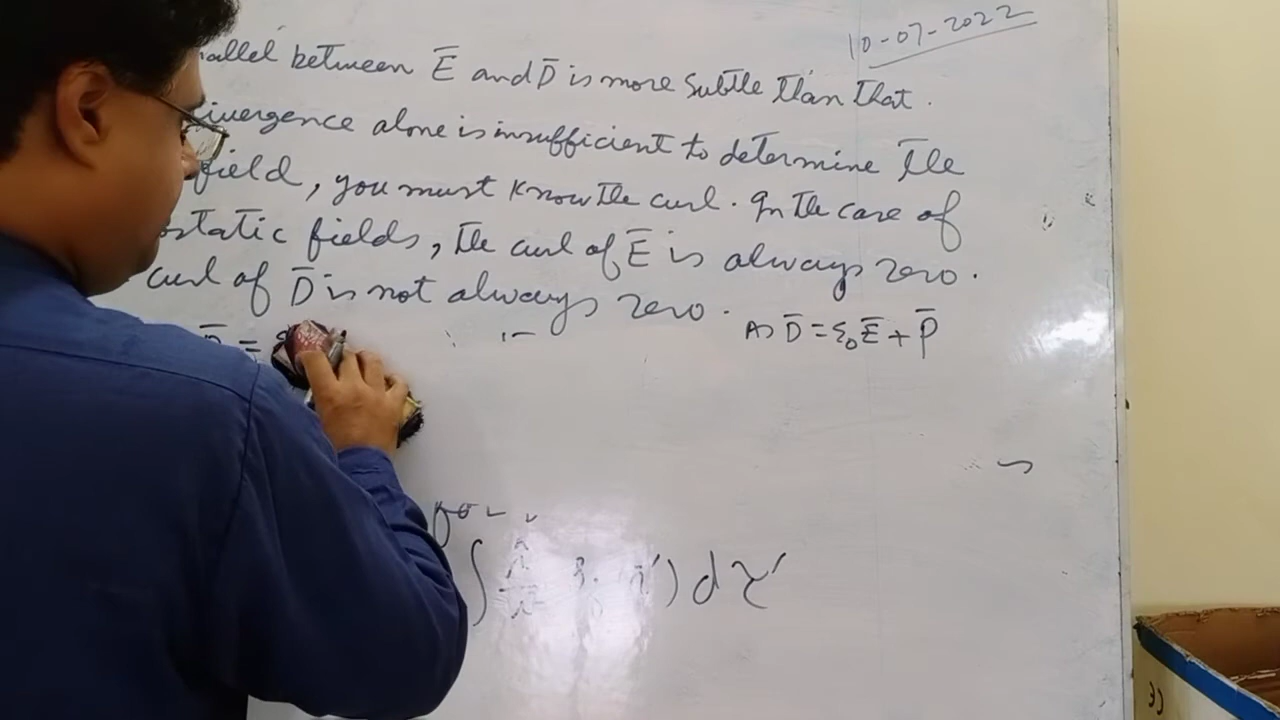 10-07-2022
allel between E̅ and D̅ is more subtle than that.
ivergence alone is insufficient to determine the
field, you must know the curl. In the case of
ostatic fields, the curl of E̅ is always zero.
curl of D̅ is not always zero. As D̅ = ε₀E̅ + P̅
=
for
∫ r′) dτ′